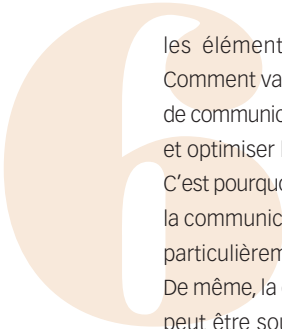 6
les élément
Comment va
de communic
et optimiser
C'est pourquo
la communic
particulièrem
De même, la
peut être sou